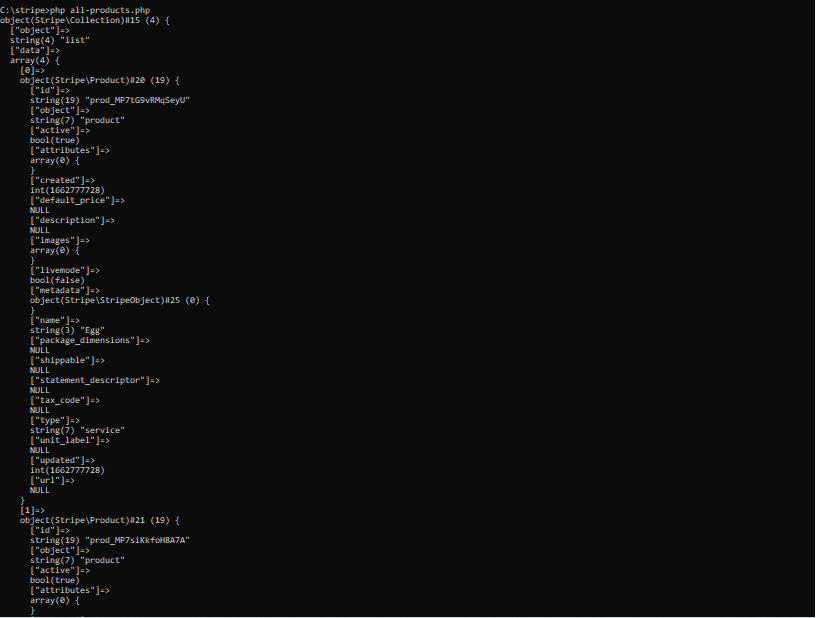 C:\stripe>php all-products.php
object(Stripe\Collection)#15 (4) {
["object"]=>
string(4) "list"
["data"]=>
array(4) {
[0]=>
object(Stripe\Product)#20 (19) {
["id"]=>
string(19) "prod_MP7tG9vRMqSeyU"
["object"]=>
string(7) "product"
["active"]=>
bool(true)
["attributes"]=>
array(0) {
}
["created"]=>
int(1662777728)
["default_price"]=>
NULL
["description"]=>
NULL
["images"]=>
array(0) {
}
["livemode"]=>
bool(false)
["metadata"]=>
object(Stripe\StripeObject)#25 (0) {
}
["name"]=>
string(3) "Egg"
["package_dimensions"]=>
NULL
["shippable"]=>
NULL
["statement_descriptor"]=>
NULL
["tax_code"]=>
NULL
["type"]=>
string(7) "service"
["unit_label"]=>
NULL
["updated"]=>
int(1662777728)
["url"]=>
NULL
}
[1]=>
object(Stripe\Product)#21 (19) {
["id"]=>
string(19) "prod_MP7siKkfoH8A7A"
["object"]=>
string(7) "product"
["active"]=>
bool(true)
["attributes"]=>
array(0) {
}